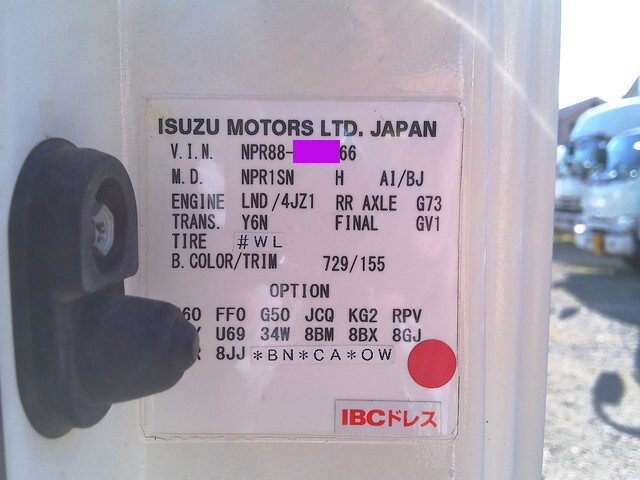 ISUZU MOTORS LTD. JAPAN
V.I.N. NPR88- 66
M.D. NPR1SN H AI/BJ
ENGINE LND/4JZ1 RR AXLE G73
TRANS. Y6N FINAL GV1
TIRE #WL
B.COLOR/TRIM 729/155
OPTION
60 FF0 G50 JCQ KG2 RPV
U69 34W 8BM 8BX 8GJ
8JJ *BN*CA*OW
IBCドレス